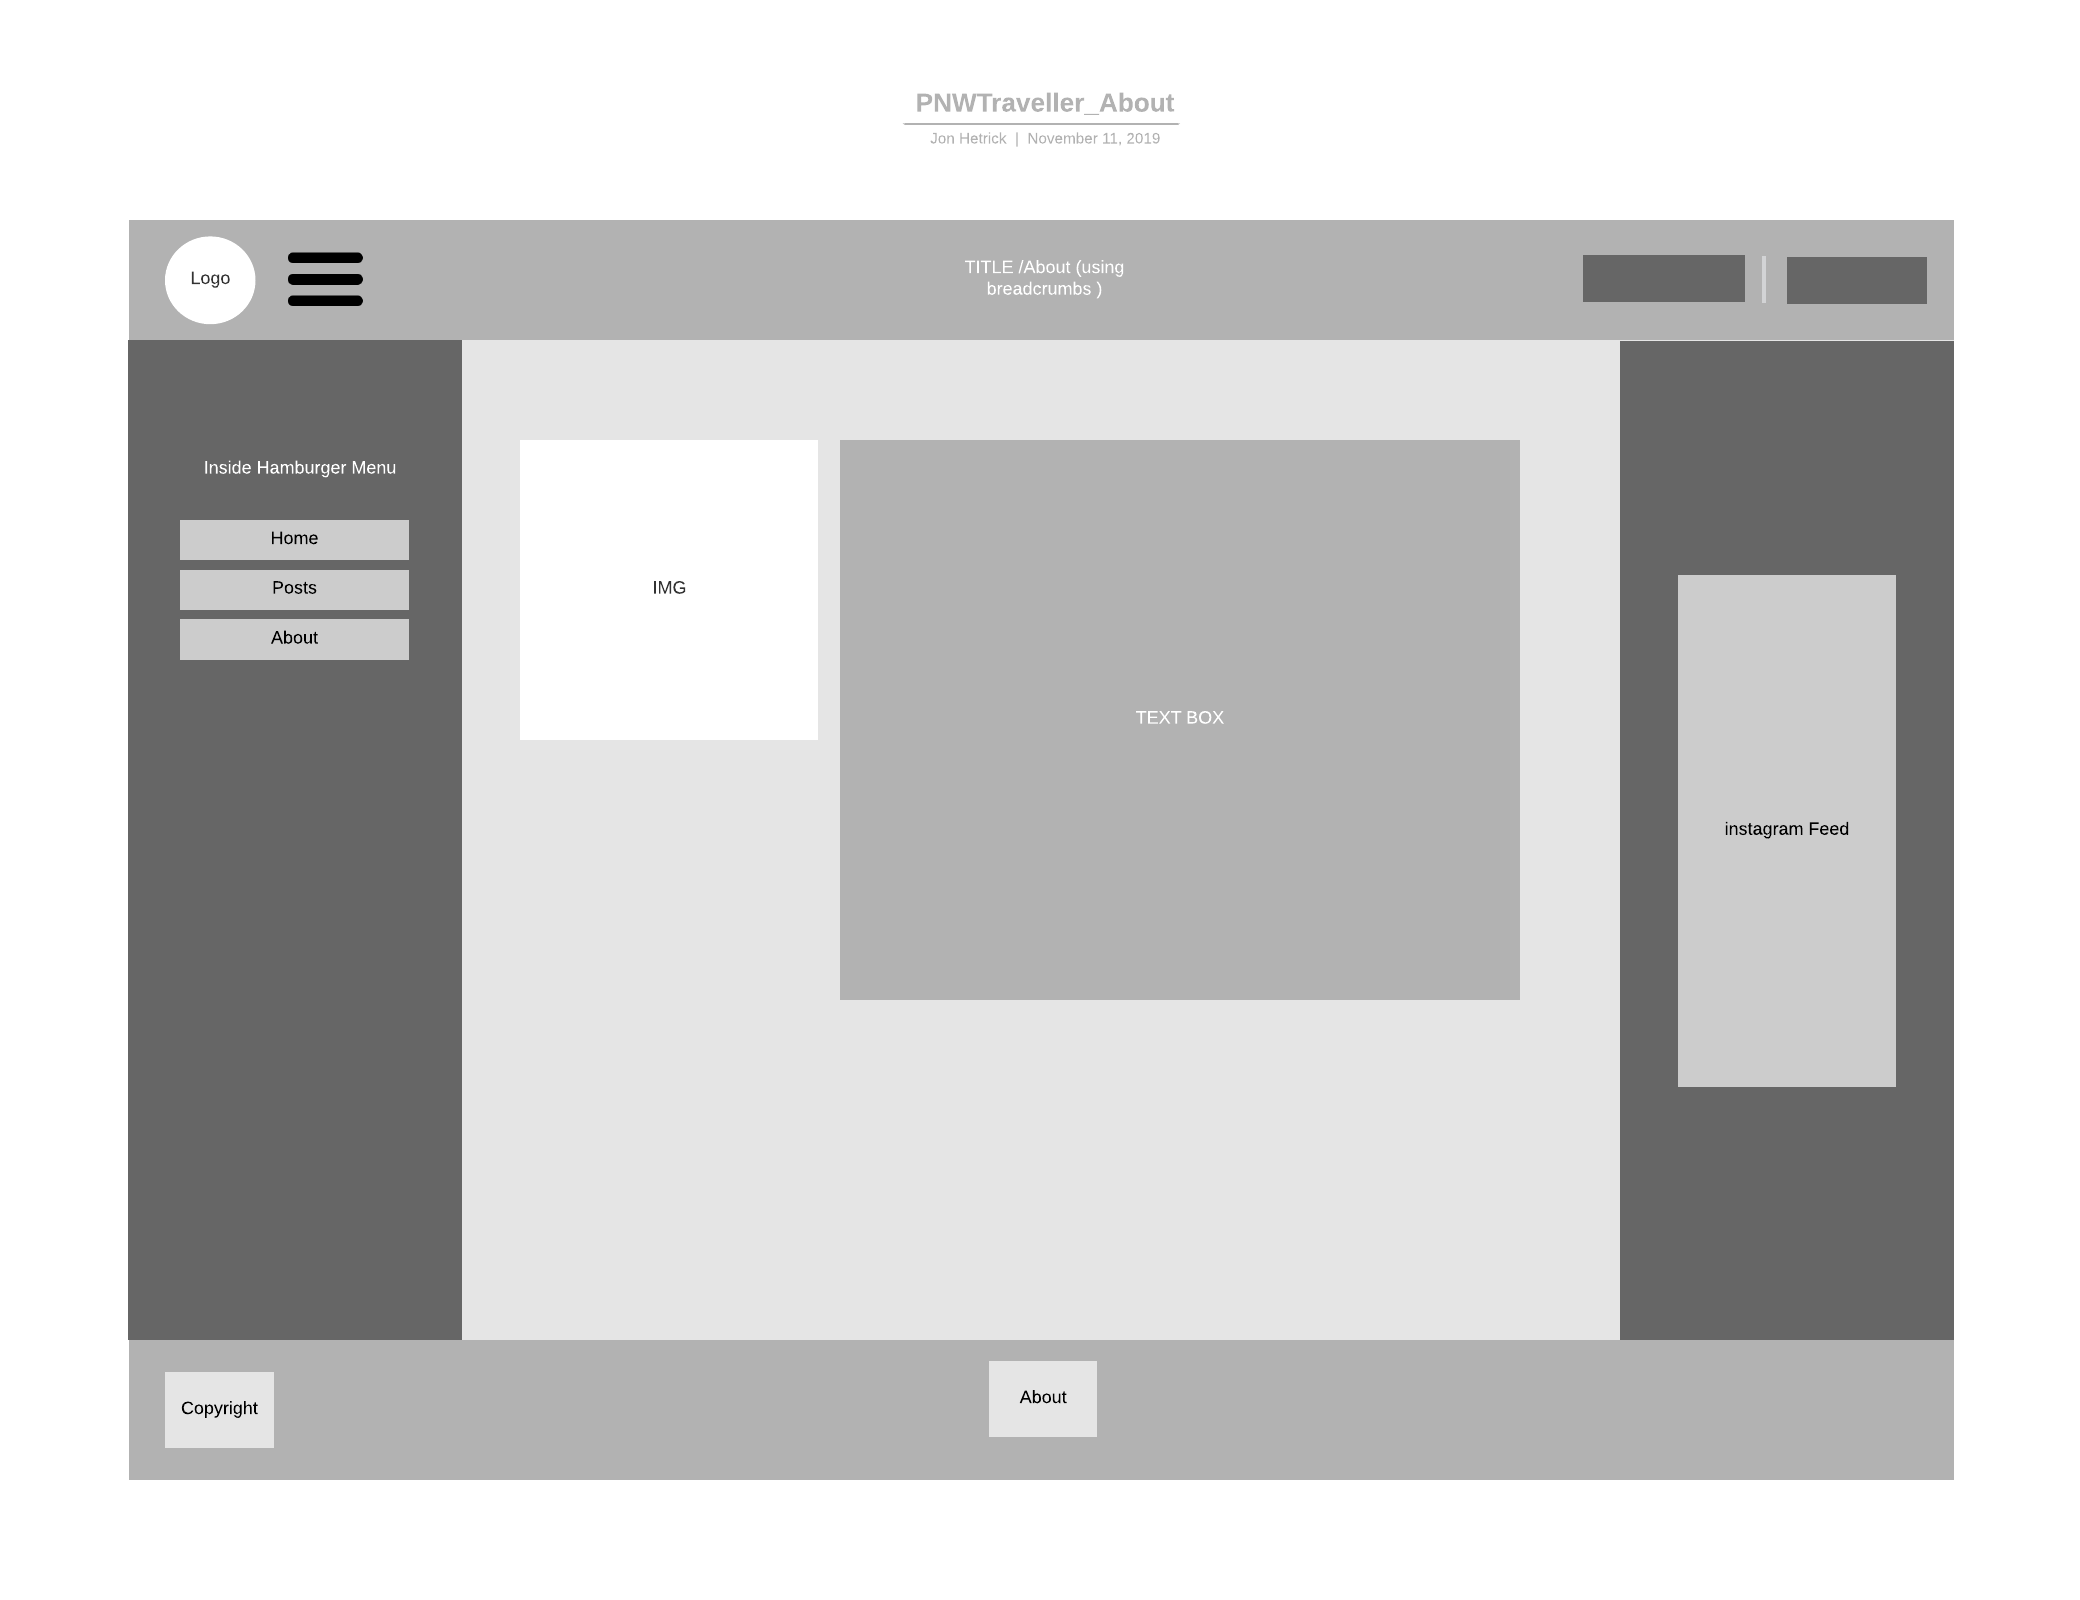 PNWTraveller_About
Jon Hetrick | November 11, 2019
Logo
TITLE /About (using
breadcrumbs )
Inside Hamburger Menu
Home
Posts
About
IMG
TEXT BOX
instagram Feed
Copyright
About